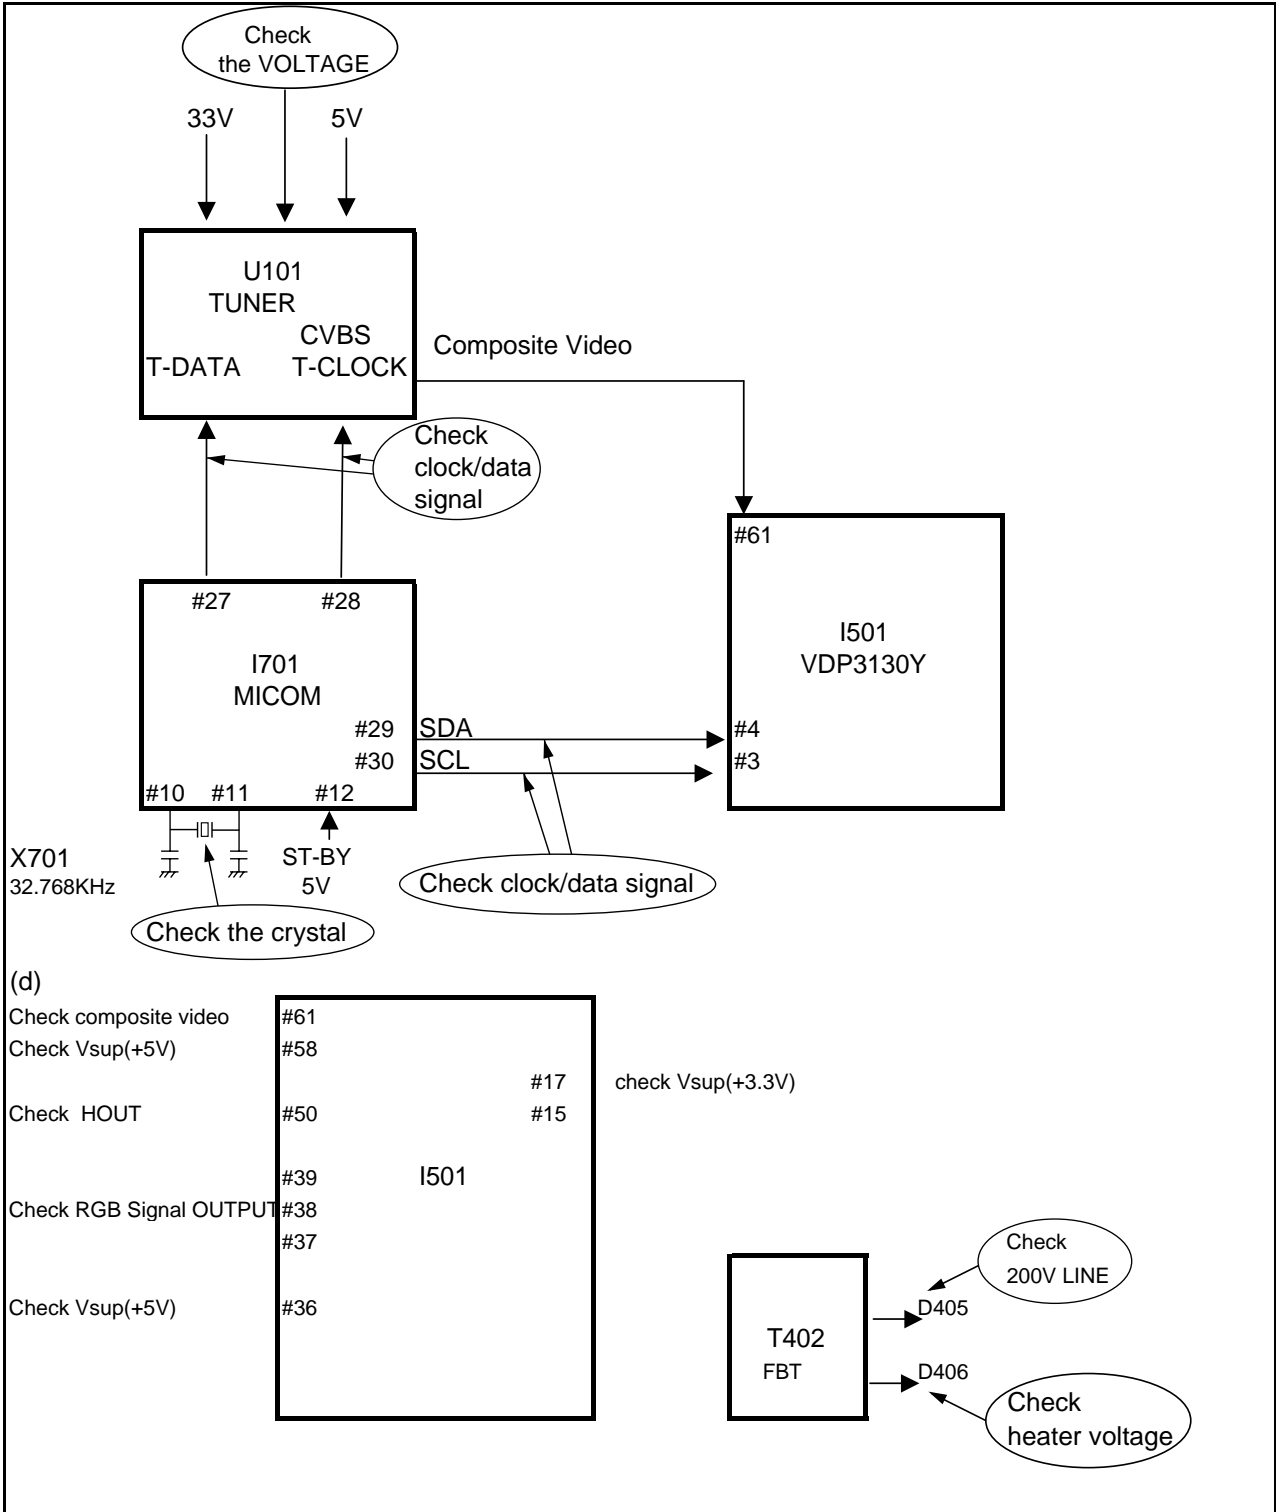 Check
the VOLTAGE
33V
5V
U101
TUNER
CVBS
T-DATA
T-CLOCK
Composite Video
Check
clock/data
signal
#61
#27
#28
I501
VDP3130Y
I701
MICOM
#29
SDA
#4
#30
SCL
#3
#10
#11
#12
X701
32.768KHz
ST-BY
5V
Check clock/data signal
Check the crystal
(d)
Check composite video
#61
Check Vsup(+5V)
#58
#17
check Vsup(+3.3V)
Check HOUT
#50
#15
#39
I501
Check RGB Signal OUTPUT
#38
#37
Check Vsup(+5V)
#36
Check
200V LINE
D405
T402
FBT
D406
Check
heater voltage